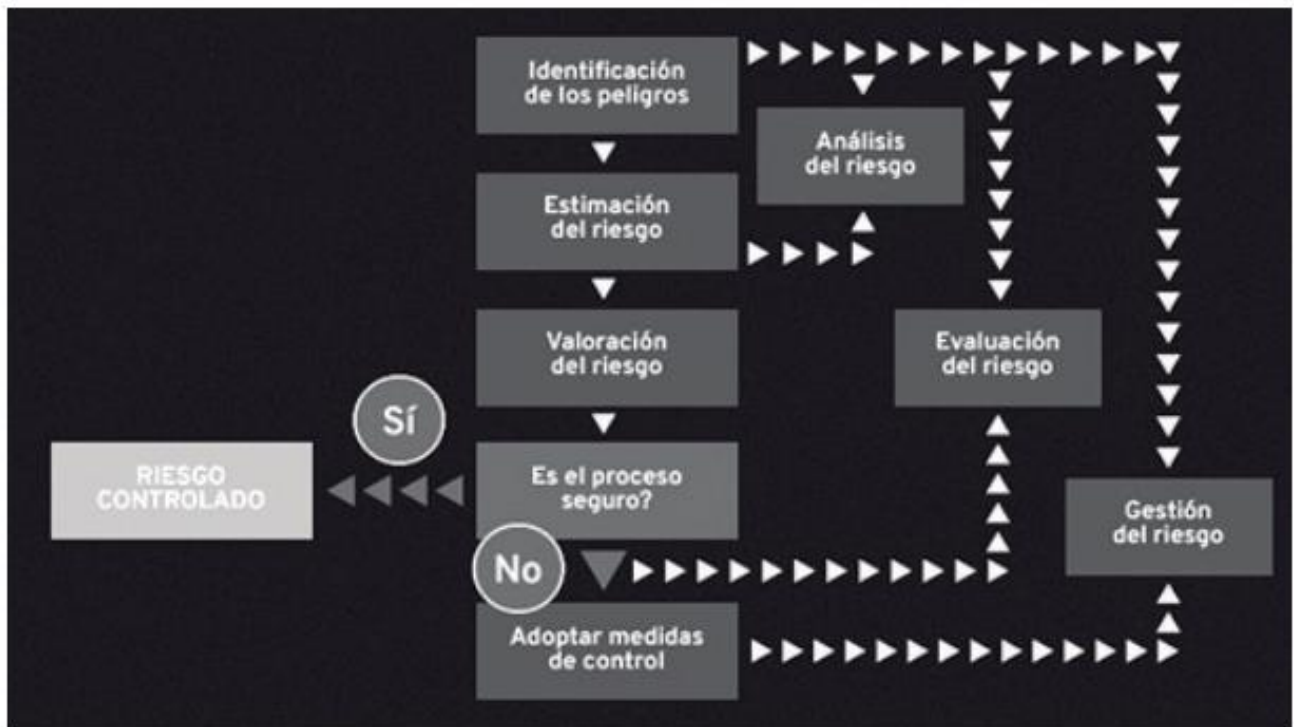 Identificación
de los peligros
Análisis
del riesgo
Estimación
del riesgo
Valoración
del riesgo
Evaluación
del riesgo
Sí
RIESGO
CONTROLADO
Es el proceso
seguro?
Gestión
del riesgo
No
Adoptar medidas
de control